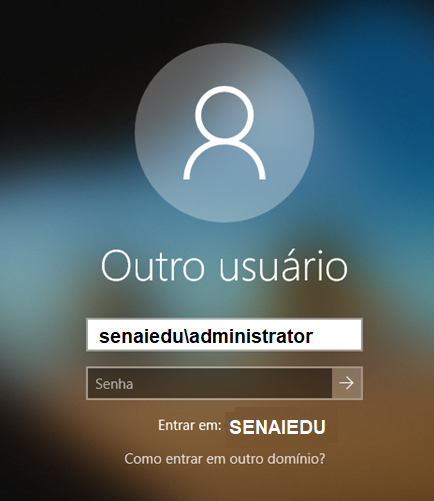 Outro usuário
senaiedu\administrator
Senha
Entrar em: SENAIEDU
Como entrar em outro domínio?